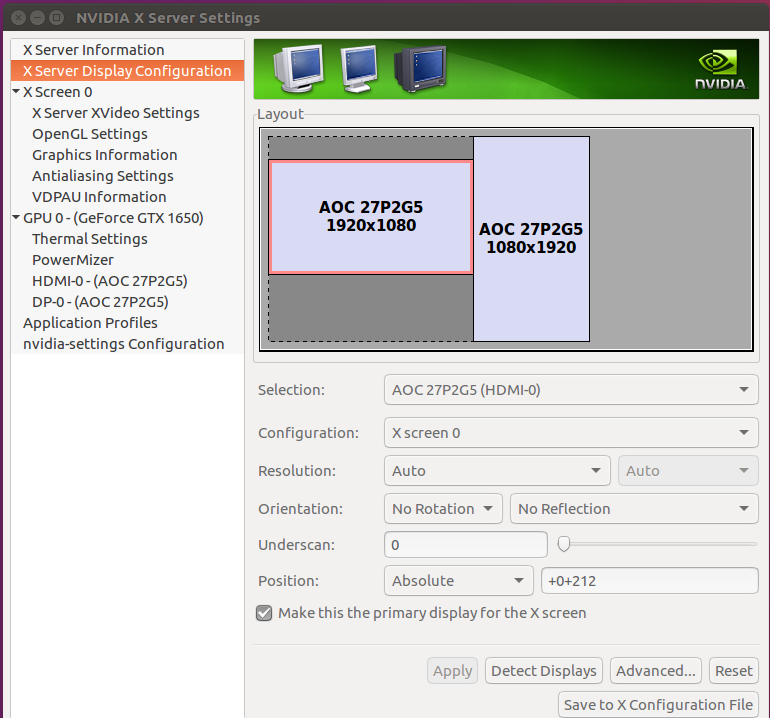 NVIDIA X Server Settings
X Server Information
X Server Display Configuration
X Screen 0
X Server XVideo Settings
OpenGL Settings
Graphics Information
Antialiasing Settings
VDPAU Information
GPU 0 - (GeForce GTX 1650)
Thermal Settings
PowerMizer
HDMI-0 - (AOC 27P2G5)
DP-0 - (AOC 27P2G5)
Application Profiles
nvidia-settings Configuration
NVIDIA.
Layout
AOC 27P2G5
1920x1080
AOC 27P2G5
1080x1920
Selection: AOC 27P2G5 (HDMI-0)
Configuration: X screen 0
Resolution: Auto Auto
Orientation: No Rotation No Reflection
Underscan: 0
Position: Absolute +0+212
Make this the primary display for the X screen
Apply Detect Displays Advanced... Reset
Save to X Configuration File